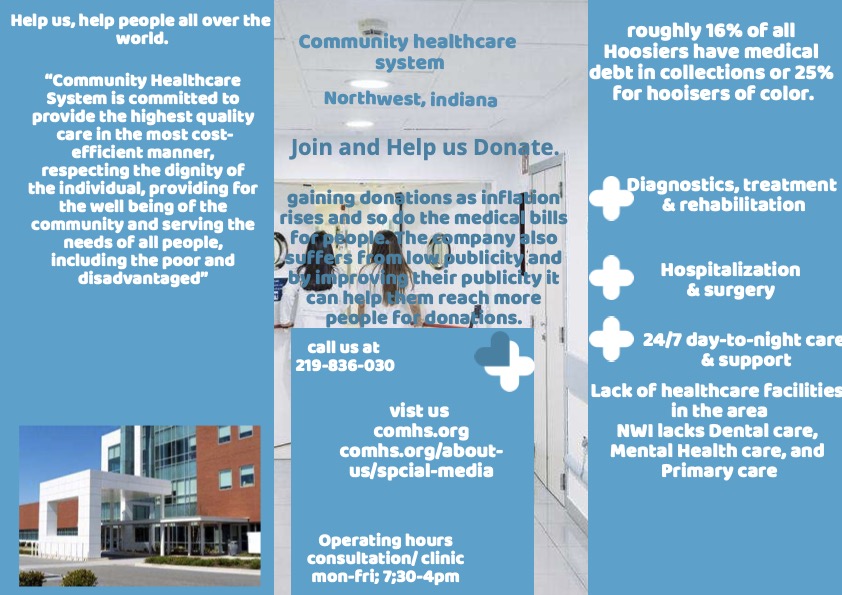 Help us, help people all over the
world.
“Community Healthcare
System is committed to
provide the highest quality
care in the most cost-
efficient manner,
respecting the dignity of
the individual, providing for
the well being of the
community and serving the
needs of all people,
including the poor and
disadvantaged”
Community healthcare
system
Northwest, indiana
Join and Help us Donate.
gaining donations as inflation
rises and so do the medical bills
for people. The company also
suffers from low publicity and
by improving their publicity it
can help them reach more
people for donations.
call us at
219-836-030
vist us
comhs.org
comhs.org/about-
us/spcial-media
Operating hours
consultation/ clinic
mon-fri; 7;30-4pm
roughly 16% of all
Hoosiers have medical
debt in collections or 25%
for hooisers of color.
Diagnostics, treatment
& rehabilitation
Hospitalization
& surgery
24/7 day-to-night care
& support
Lack of healthcare facilities
in the area
NWI lacks Dental care,
Mental Health care, and
Primary care